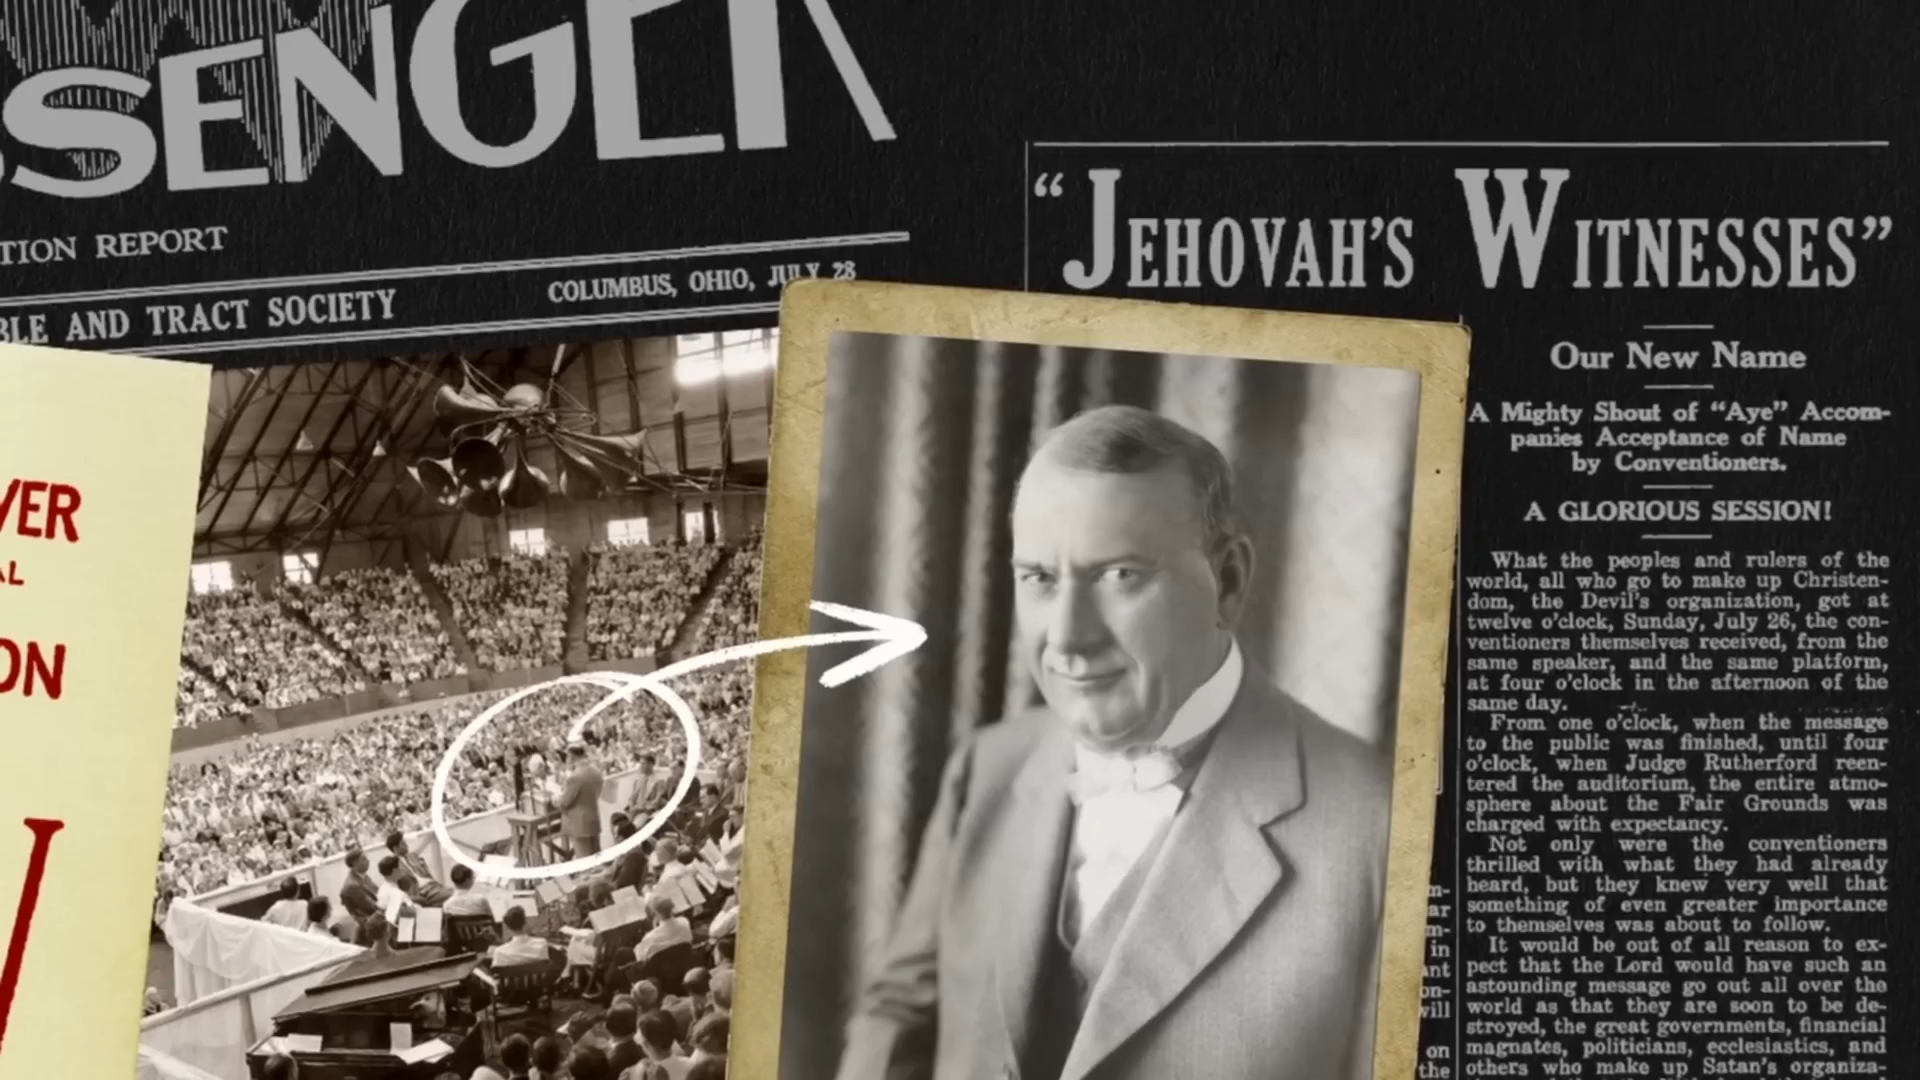 SENGER
TION REPORT
BLE AND TRACT SOCIETY
COLUMBUS, OHIO, JULY 28
VER
AL
ON
"JEHOVAH'S WITNESSES"
Our New Name
A Mighty Shout of "Aye" Accom-
panies Acceptance of Name
by Conventioners.
A GLORIOUS SESSION!
What the peoples and rulers of the
world, all who go to make up Christen-
dom, the Devil's organization, got at
twelve o'clock, Sunday, July 26, the con-
ventioners themselves received, from the
same speaker, and the same platform,
at four o'clock in the afternoon of the
same day.
From one o'clock, when the message
to the public was finished, until four
o'clock, when Judge Rutherford reen-
tered the auditorium, the entire atmo-
sphere about the Fair Grounds was
charged with expectancy.
Not only were the conventioners
thrilled with what they had already
heard, but they knew very well that
something of even greater importance
to themselves was about to follow.
It would be out of all reason to ex-
pect that the Lord would have such an
astounding message go out all over the
world as that they are soon to be de-
stroyed, the great governments, financial
magnates, politicians, ecclesiastics, and
others who make up Satan's organiza-